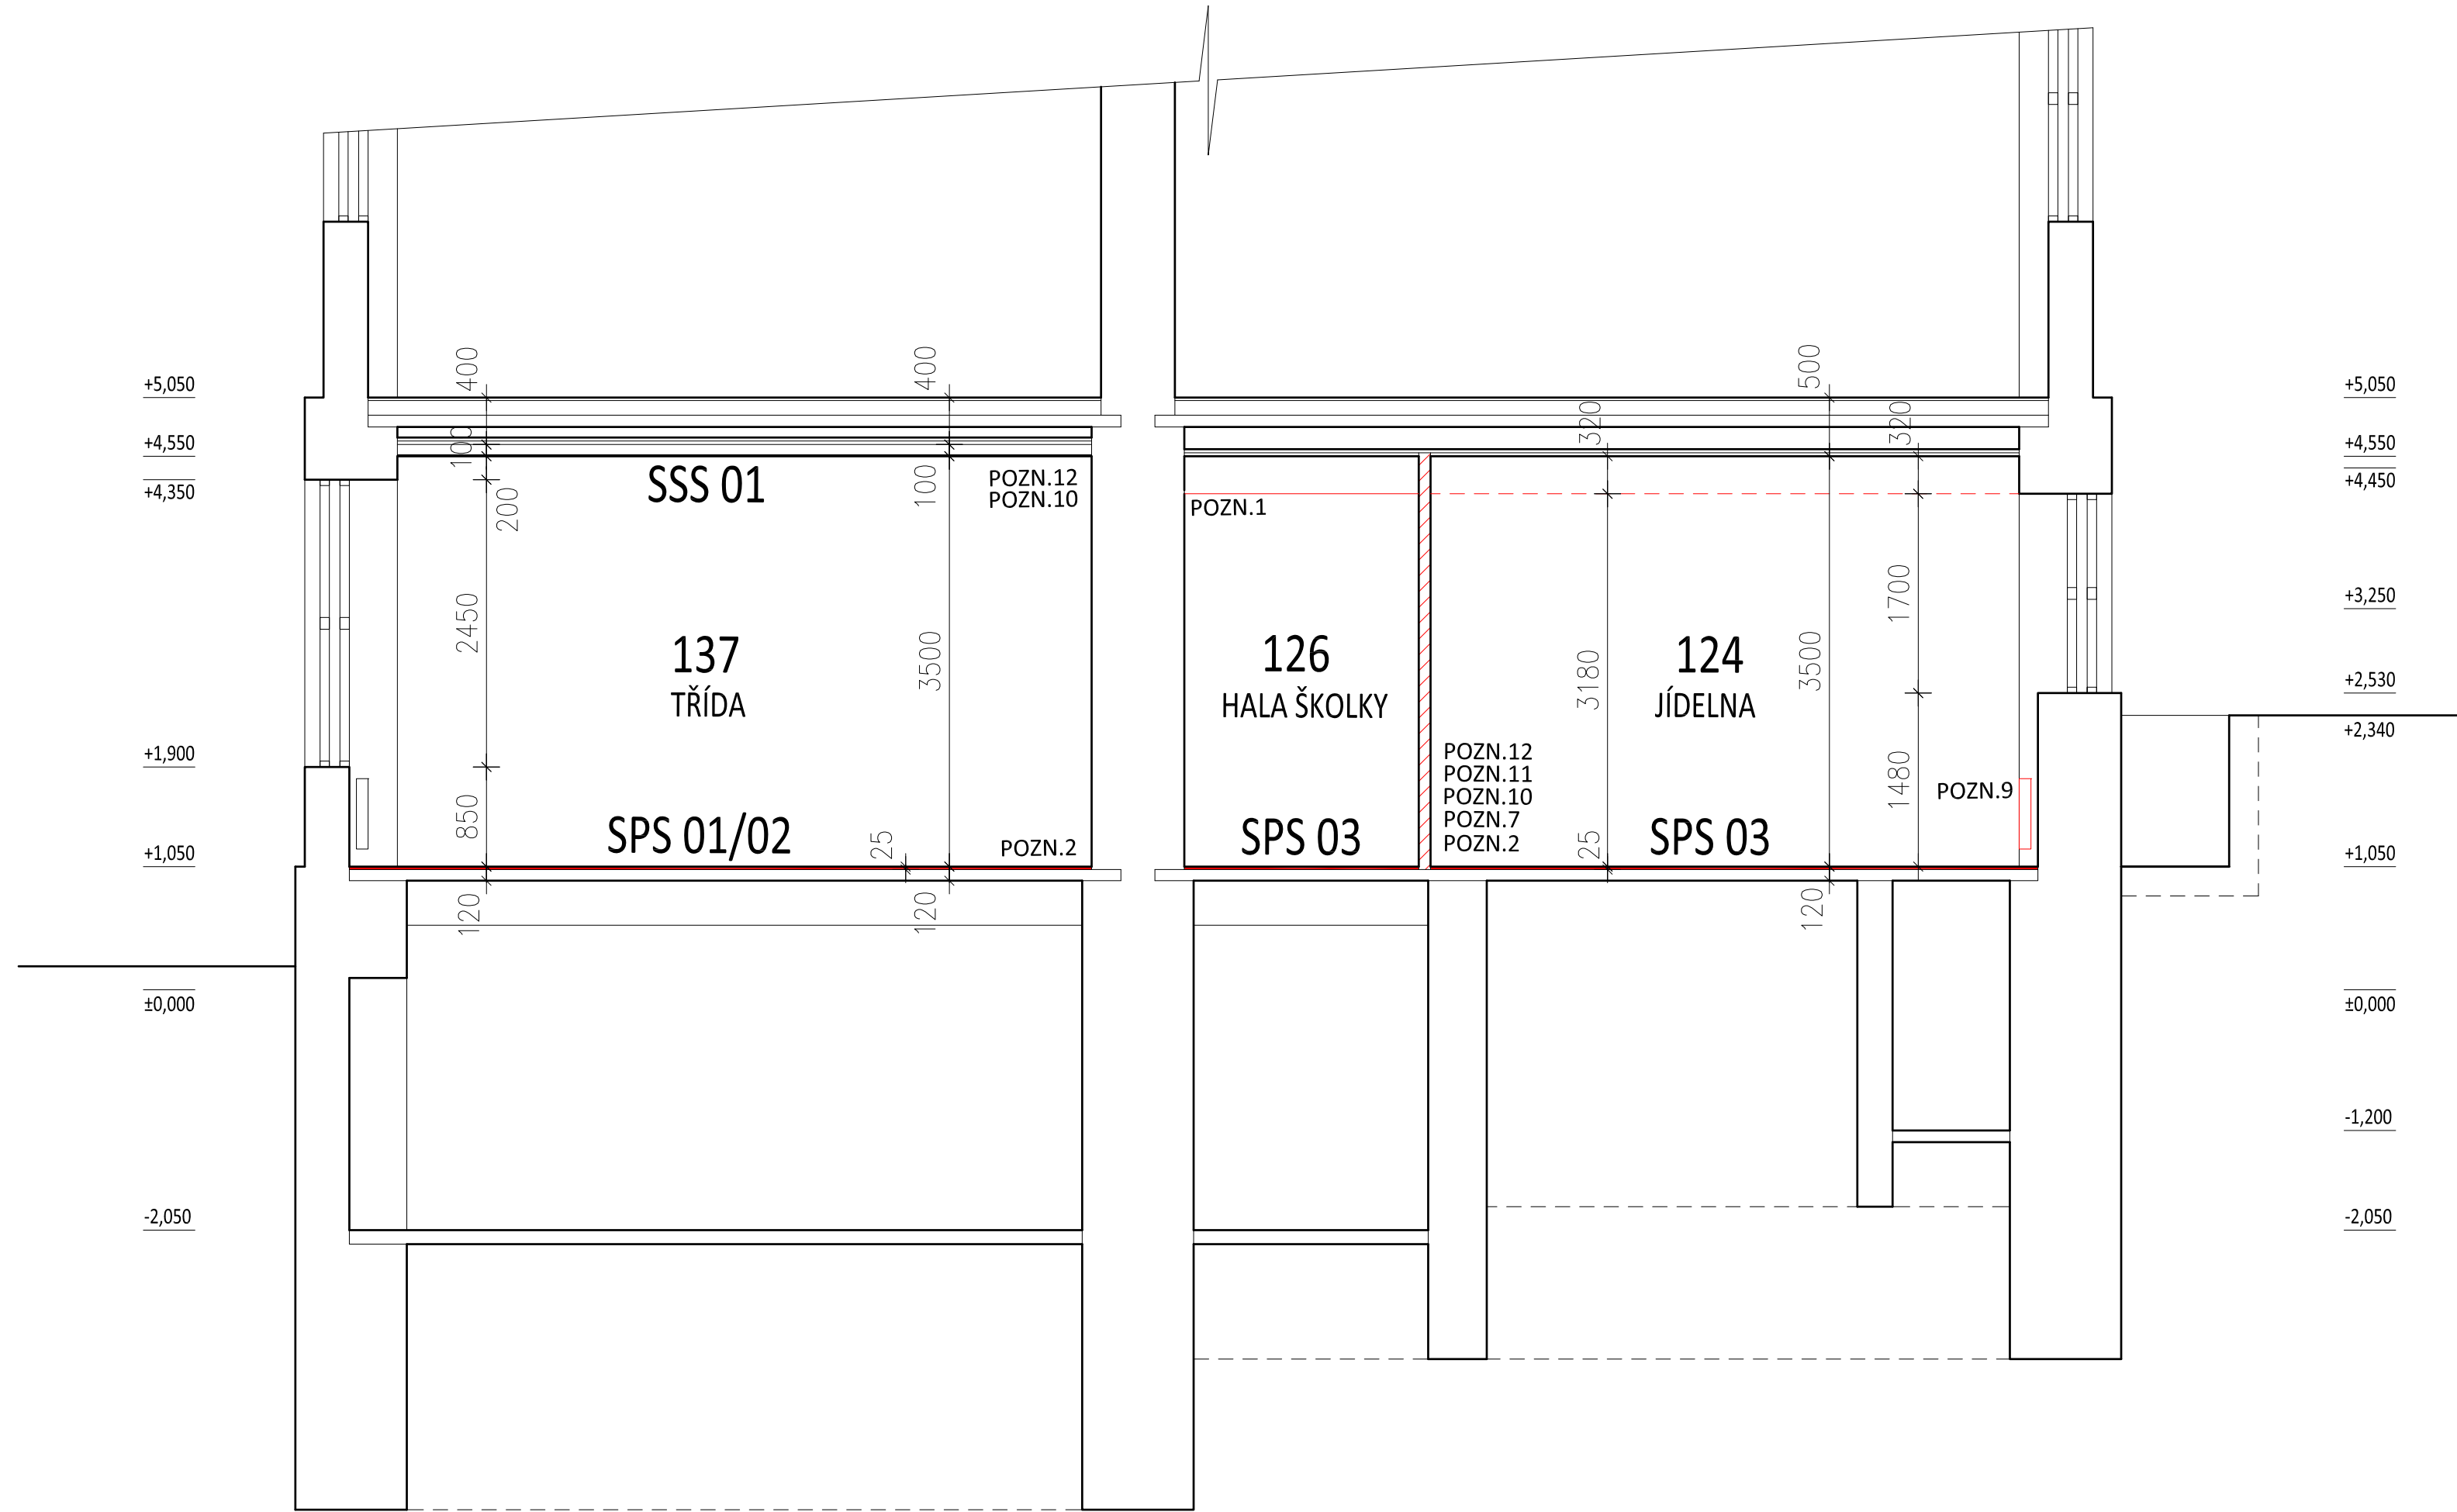 400
400
500
+5,050
+5,050
320
320
+4,550
100
+4,550
SSS 01
POZN.12
100
+4,450
+4,350
POZN.10
200
POZN.1
+3,250
1700
2450
137
3500
126
3180
124
3500
+2,530
TŘÍDA
HALA ŠKOLKY
JÍDELNA
+2,340
+1,900
POZN.12
POZN.11
POZN.10
1480
POZN.9
850
POZN.7
SPS 01/02
25
POZN.2
SPS 03
POZN.2
25
SPS 03
+1,050
+1,050
120
120
120
±0,000
±0,000
-1,200
-2,050
-2,050